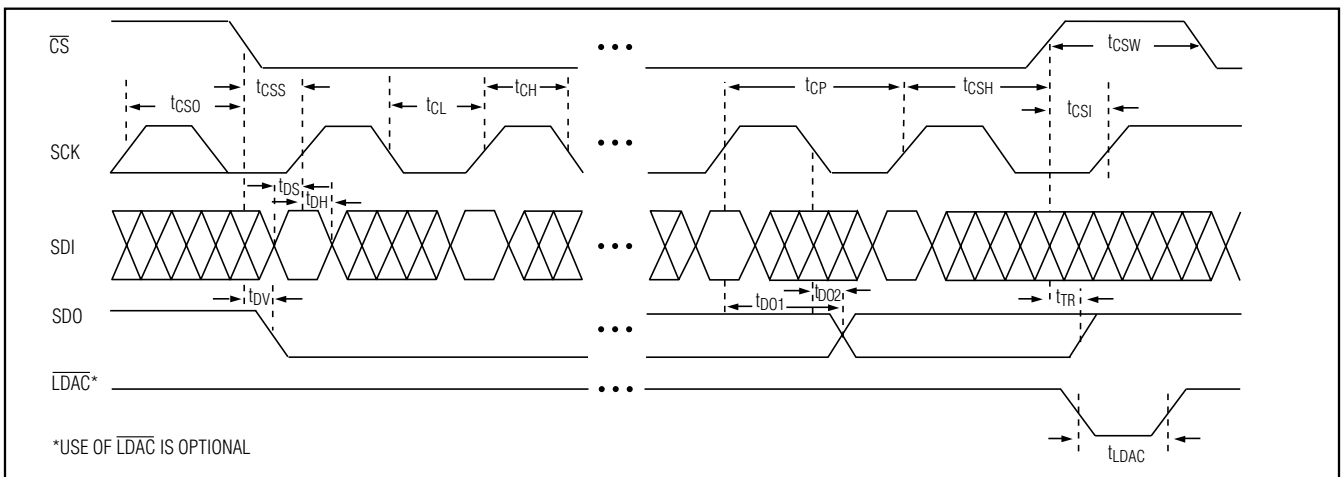 CS
tCSW
tCSS
tCP
tCSH
tCSO
tCL
tCH
tCSI
SCK
tDS
tDH
SDI
tDV
tDO1
tDO2
tTR
SDO
LDAC*
tLDAC
*USE OF LDAC IS OPTIONAL